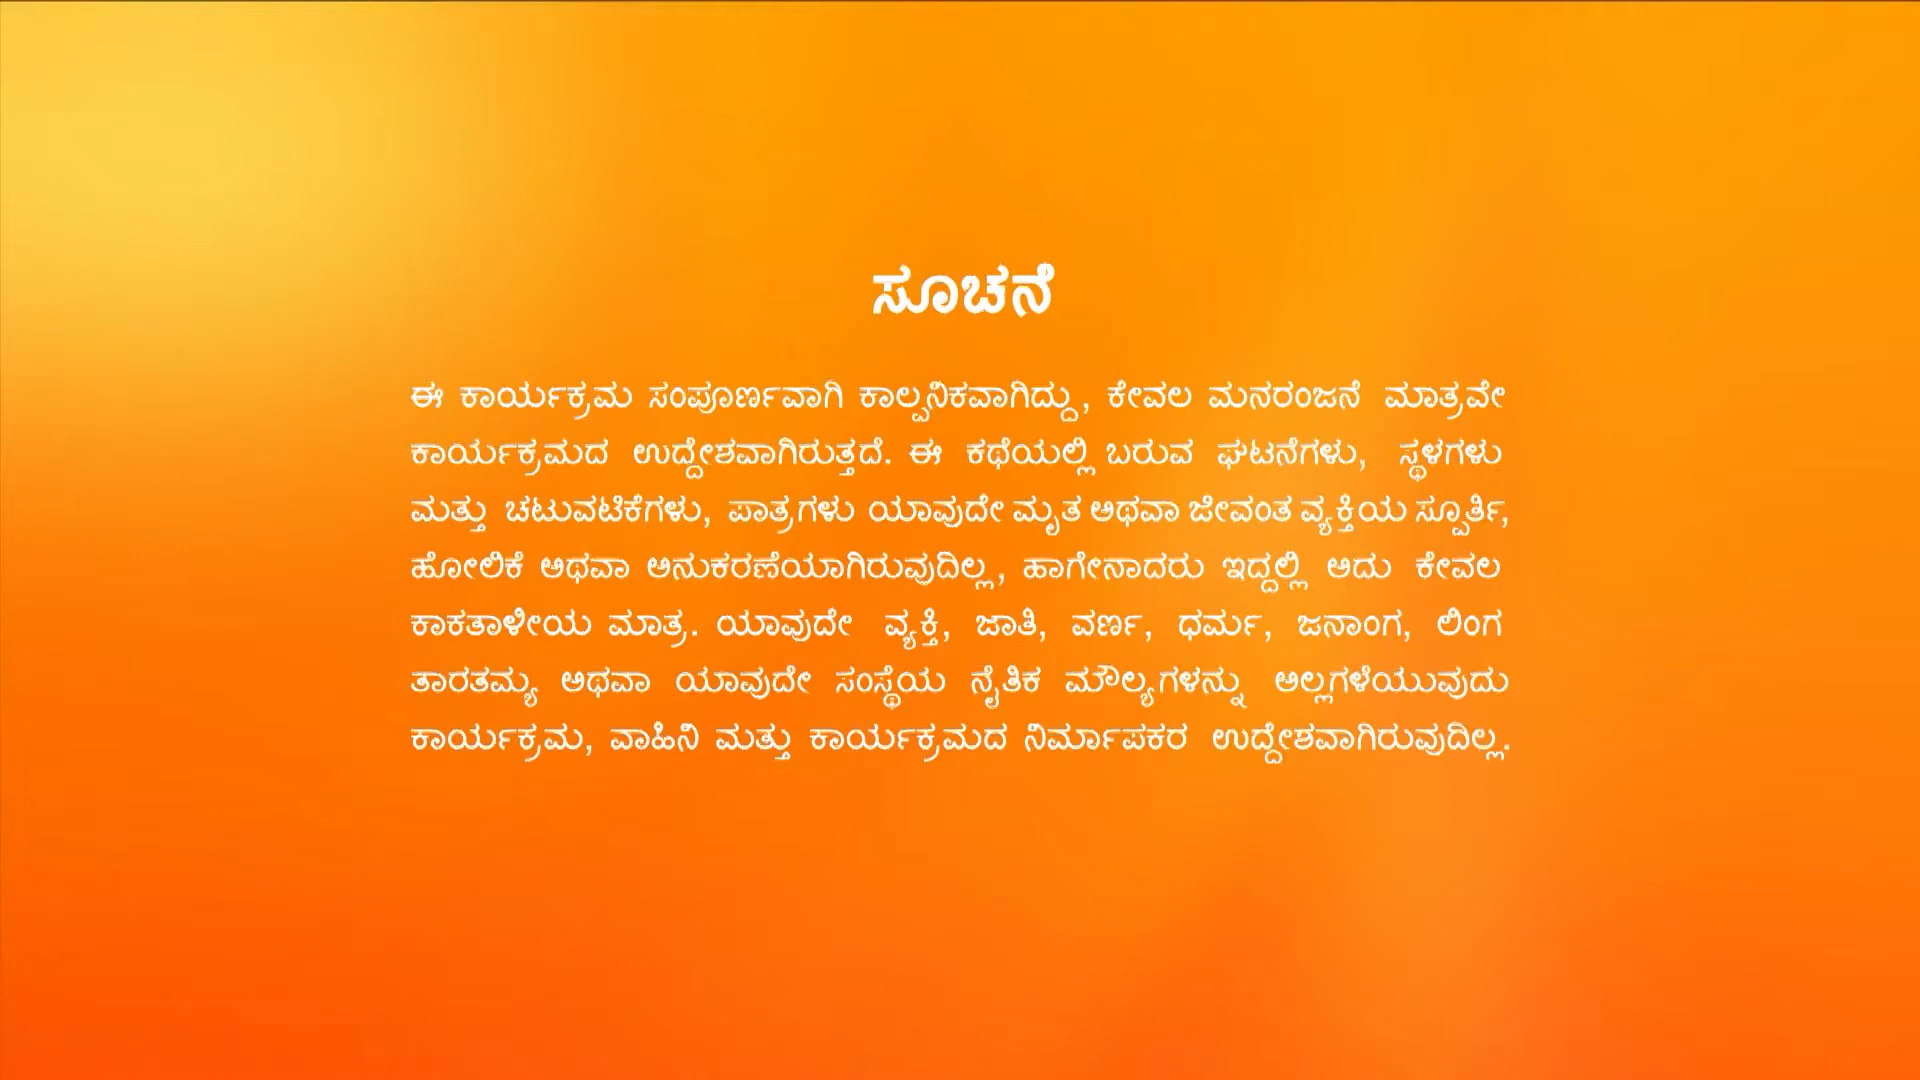 ಸೂಚನೆ
ಈ ಕಾರ್ಯಕ್ರಮ ಸಂಪೂರ್ಣವಾಗಿ ಕಾಲ್ಪನಿಕವಾಗಿದ್ದು, ಕೇವಲ ಮನರಂಜನೆ ಮಾತ್ರವೇ
ಕಾರ್ಯಕ್ರಮದ ಉದ್ದೇಶವಾಗಿರುತ್ತದೆ. ಈ ಕಥೆಯಲ್ಲಿ ಬರುವ ಘಟನೆಗಳು, ಸ್ಥಳಗಳು
ಮತ್ತು ಚಟುವಟಿಕೆಗಳು, ಪಾತ್ರಗಳು ಯಾವುದೇ ಮೃತ ಅಥವಾ ಜೀವಂತ ವ್ಯಕ್ತಿಯ ಸ್ಪೂರ್ತಿ,
ಹೋಲಿಕೆ ಅಥವಾ ಅನುಕರಣೆಯಾಗಿರುವುದಿಲ್ಲ, ಹಾಗೇನಾದರು ಇದ್ದಲ್ಲಿ ಅದು ಕೇವಲ
ಕಾಕತಾಳೀಯ ಮಾತ್ರ. ಯಾವುದೇ ವ್ಯಕ್ತಿ, ಜಾತಿ, ವರ್ಣ, ಧರ್ಮ, ಜನಾಂಗ, ಲಿಂಗ
ತಾರತಮ್ಯ ಅಥವಾ ಯಾವುದೇ ಸಂಸ್ಥೆಯ ನೈತಿಕ ಮೌಲ್ಯಗಳನ್ನು ಅಲ್ಲಗಳೆಯುವುದು
ಕಾರ್ಯಕ್ರಮ, ವಾಹಿನಿ ಮತ್ತು ಕಾರ್ಯಕ್ರಮದ ನಿರ್ಮಾಪಕರ ಉದ್ದೇಶವಾಗಿರುವುದಿಲ್ಲ.